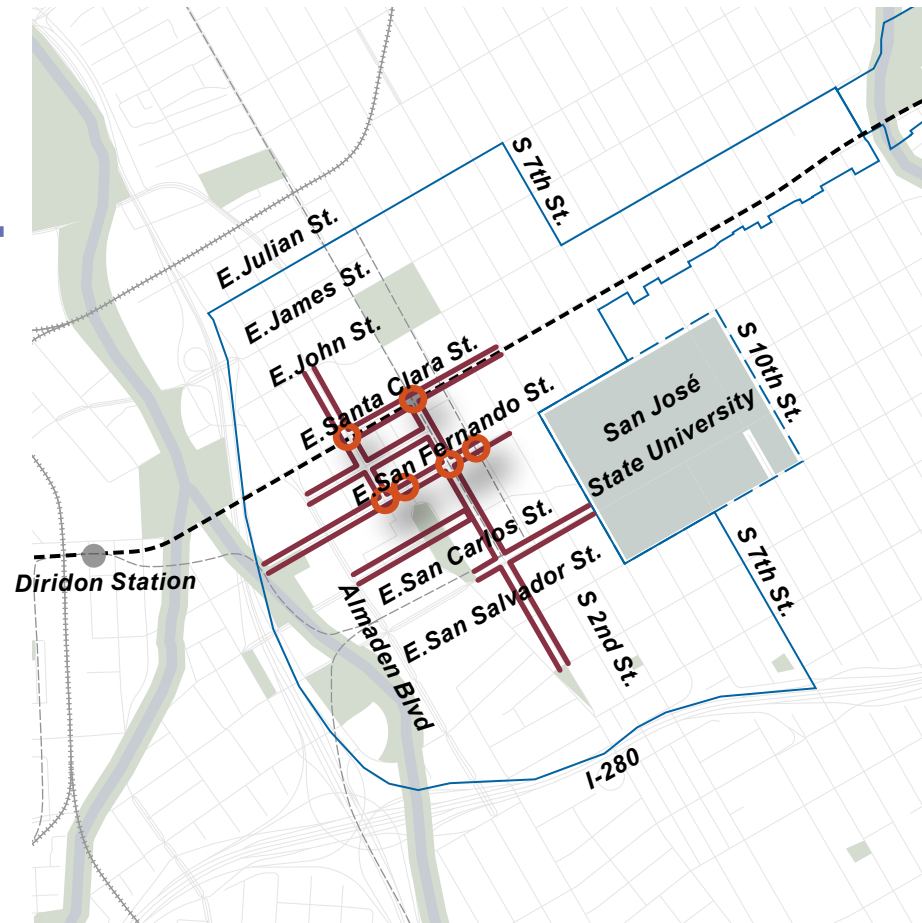 S 7th St.
E.Julian St.
E.James St.
E.John St.
E.Santa Clara St.
S 10th St.
San José
State University
E.San Fernando St.
E.San Carlos St.
E.San Salvador St.
Diridon Station
Almaden Blvd
S 2nd St.
S 7th St.
I-280